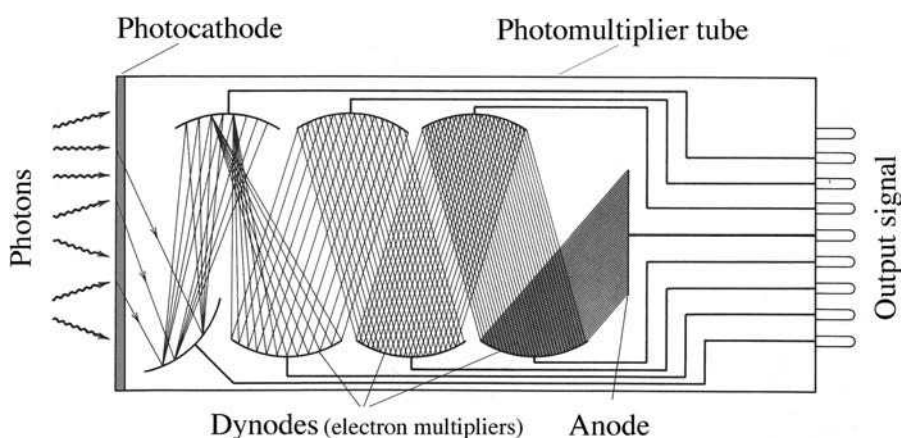 Photocathode
Photomultiplier tube
Photons
Output signal
Dynodes (electron multipliers)
Anode